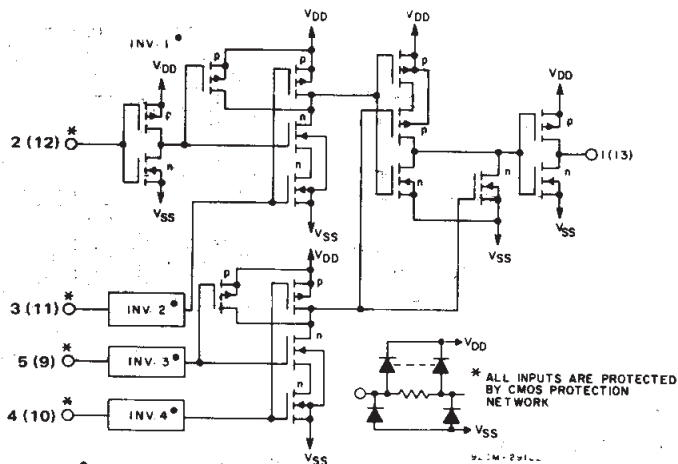 VDD
VDD
INV. 1 ●
p
p
VDD
p
p
VDD
p
n
p
2 (12) *
n
n
n
n
n
1 (13)
VSS
VSS
VSS
VSS
VDD
p
p
3 (11) *
INV. 2 ●
n
5 (9) *
INV. 3 ●
n
4 (10) *
INV. 4 ●
VSS
VDD
VSS
* ALL INPUTS ARE PROTECTED
BY CMOS PROTECTION
NETWORK